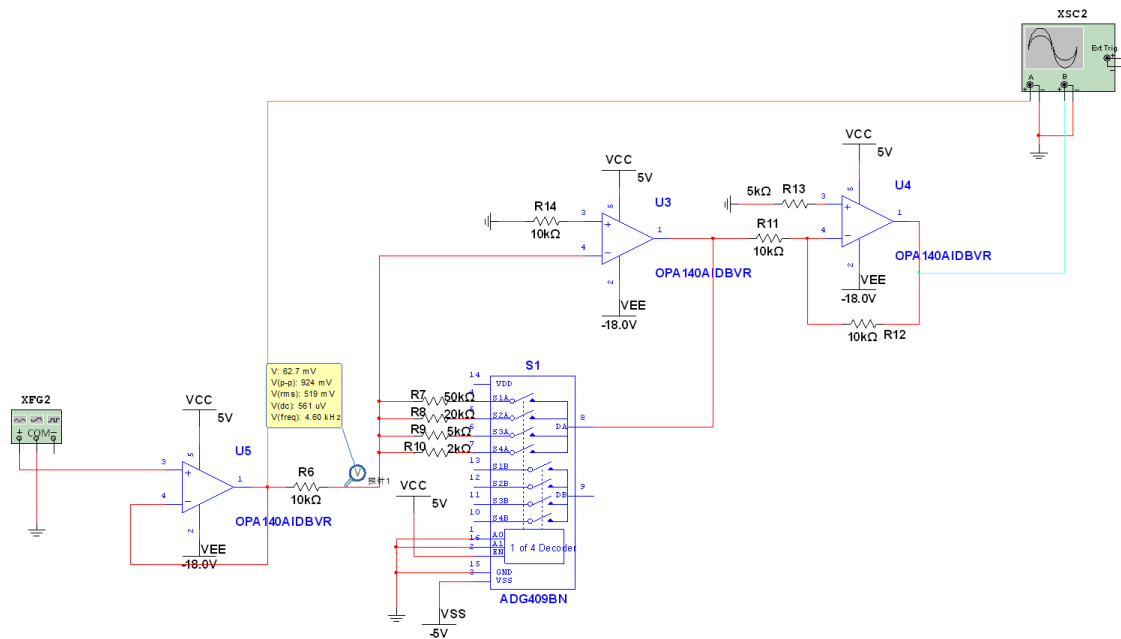 XSC2
Ext Trig
+
−
A
B
+ − + −
VCC
5V
U4
5kΩ
R13
3
5
1
4
R11
10kΩ
2
OPA140AIDBVR
VEE
-18.0V
10kΩ
R12
VCC
5V
U3
R14
10kΩ
3
5
1
4
2
OPA140AIDBVR
VEE
-18.0V
V: 62.7 mV
V(p-p): 924 mV
V(rms): 519 mV
V(dc): 561 uV
V(freq): 4.60 kHz
V
探针1
XFG2
+ COM −
VCC
5V
U5
3
5
1
4
2
OPA140AIDBVR
VEE
-18.0V
R6
10kΩ
S1
14
VDD
R7
50kΩ
4
S1A
R8
20kΩ
5
S2A
R9
5kΩ
6
S3A
R10
2kΩ
7
S4A
DA
8
13
S1B
12
S2B
11
S3B
10
S4B
DB
9
VCC
5V
1
A0
16
A1
2
EN
1 of 4 Decoder
15
GND
3
VSS
ADG409BN
VSS
-5V